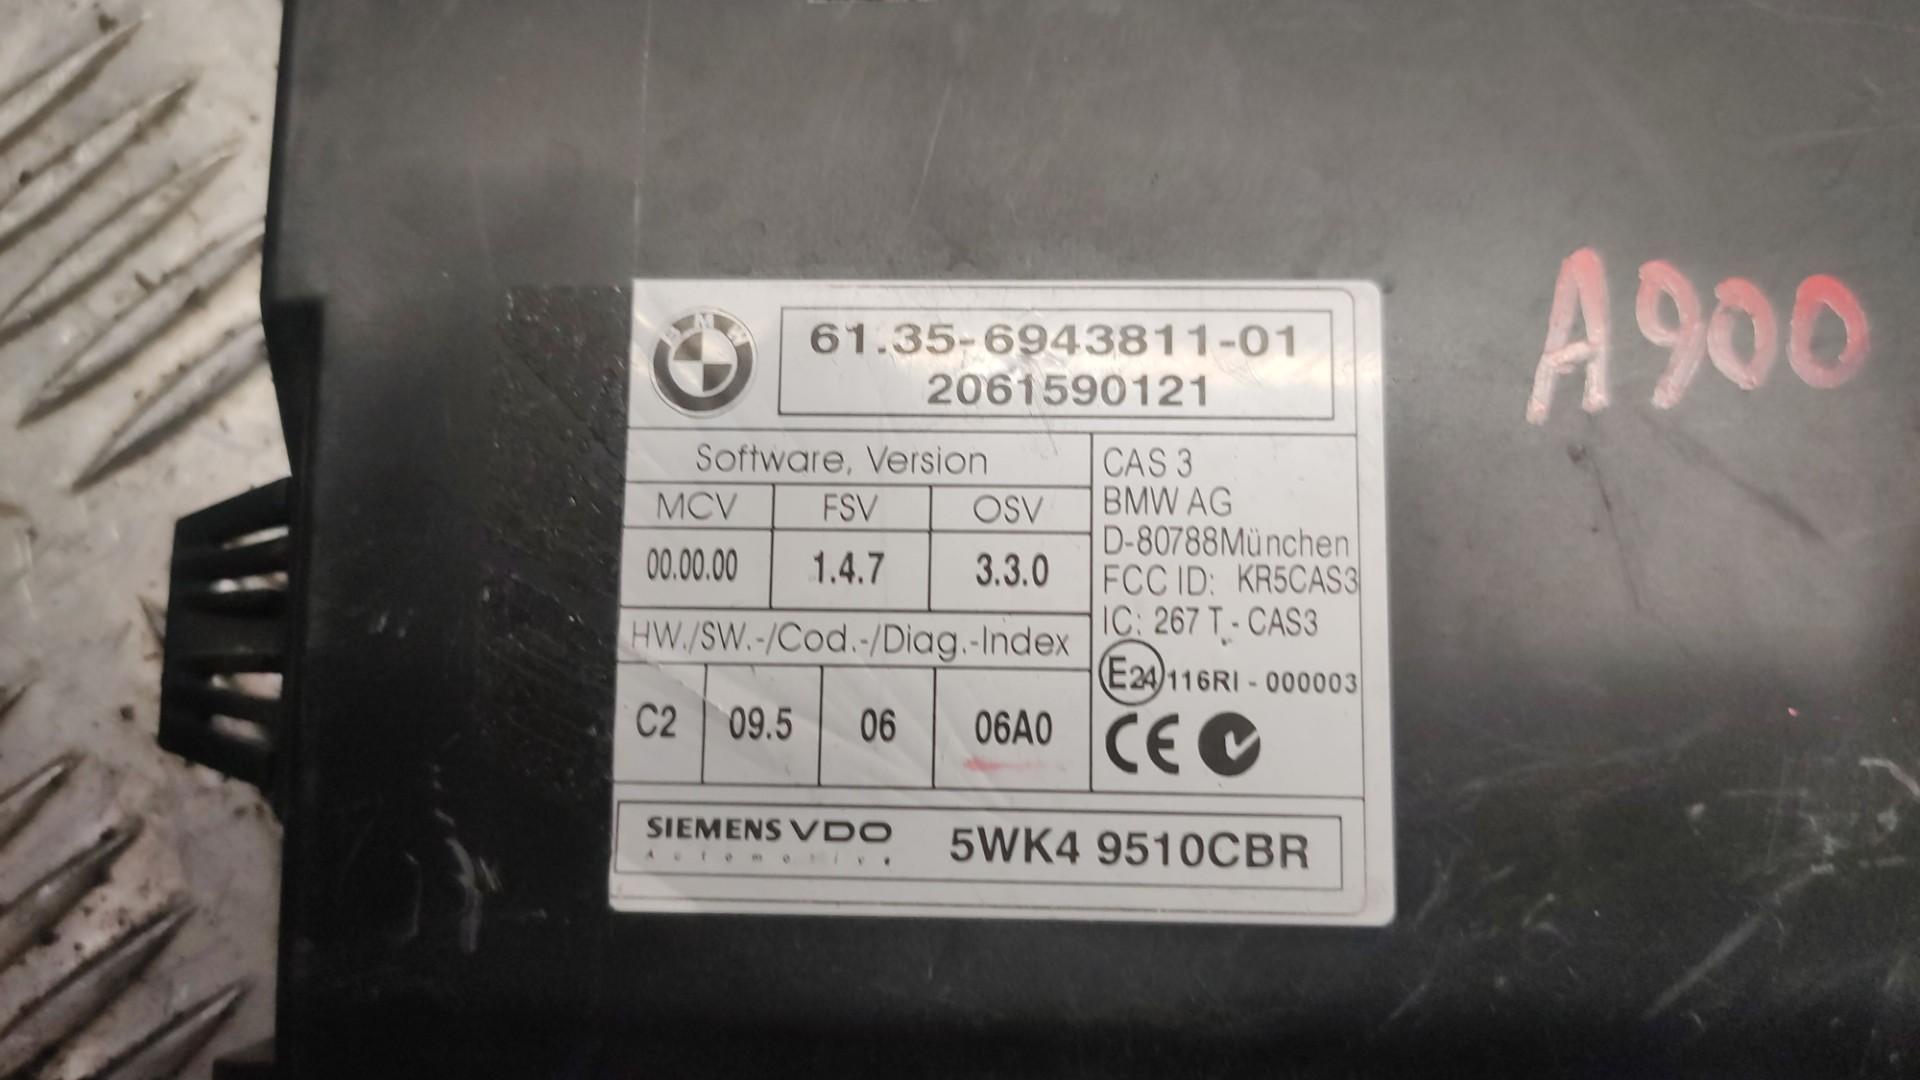 BMW
61.35-6943811-01
2061590121
Software, Version
MCV FSV OSV
00.00.00 1.4.7 3.3.0
HW./SW.-/Cod.-/Diag.-Index
C2 09.5 06 06A0
CAS 3
BMW AG
D-80788München
FCC ID: KR5CAS3
IC: 267 T - CAS3
E24 116RI - 000003
CE
SIEMENS VDO
Automotive
5WK4 9510CBR
A900